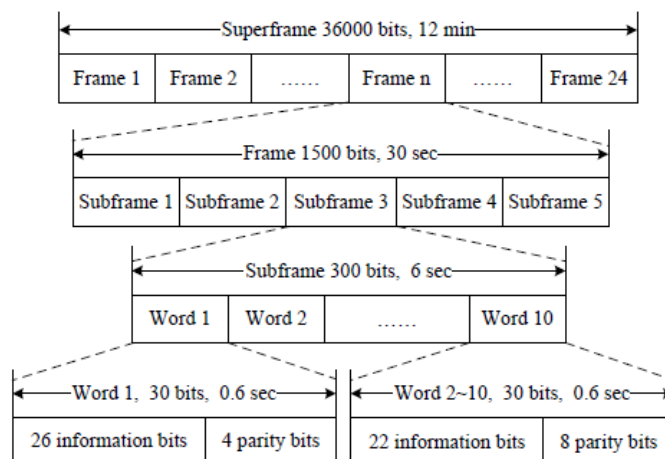 Superframe 36000 bits, 12 min
Frame 1 Frame 2 ...... Frame n ...... Frame 24
Frame 1500 bits, 30 sec
Subframe 1 Subframe 2 Subframe 3 Subframe 4 Subframe 5
Subframe 300 bits, 6 sec
Word 1 Word 2 ...... Word 10
Word 1, 30 bits, 0.6 sec Word 2~10, 30 bits, 0.6 sec
26 information bits 4 parity bits 22 information bits 8 parity bits